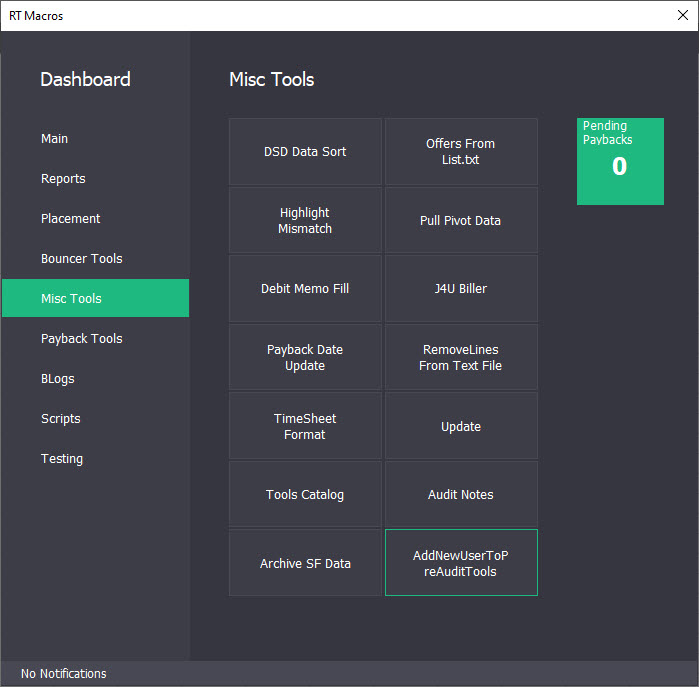 RT Macros
Dashboard
Main
Reports
Placement
Bouncer Tools
Misc Tools
Payback Tools
BLogs
Scripts
Testing
Misc Tools
DSD Data Sort
Offers From
List.txt
Highlight
Mismatch
Pull Pivot Data
Debit Memo Fill
J4U Biller
Payback Date
Update
RemoveLines
From Text File
TimeSheet
Format
Update
Tools Catalog
Audit Notes
Archive SF Data
AddNewUserToP
reAuditTools
Pending
Paybacks
0
No Notifications